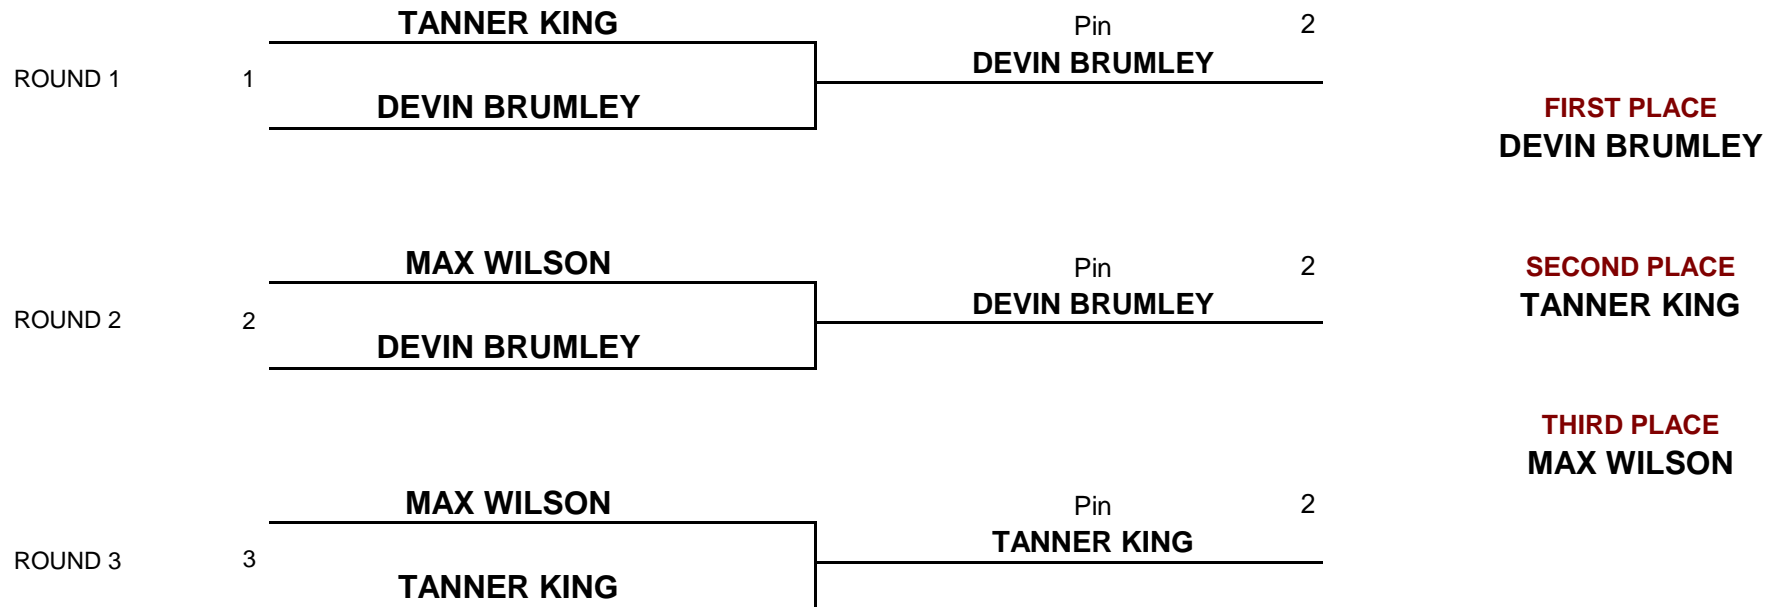 TANNER KING
Pin 2
DEVIN BRUMLEY
ROUND 1 1
DEVIN BRUMLEY
FIRST PLACE
DEVIN BRUMLEY
MAX WILSON
Pin 2
DEVIN BRUMLEY
SECOND PLACE
TANNER KING
ROUND 2 2
DEVIN BRUMLEY
THIRD PLACE
MAX WILSON
MAX WILSON
Pin 2
TANNER KING
ROUND 3 3
TANNER KING